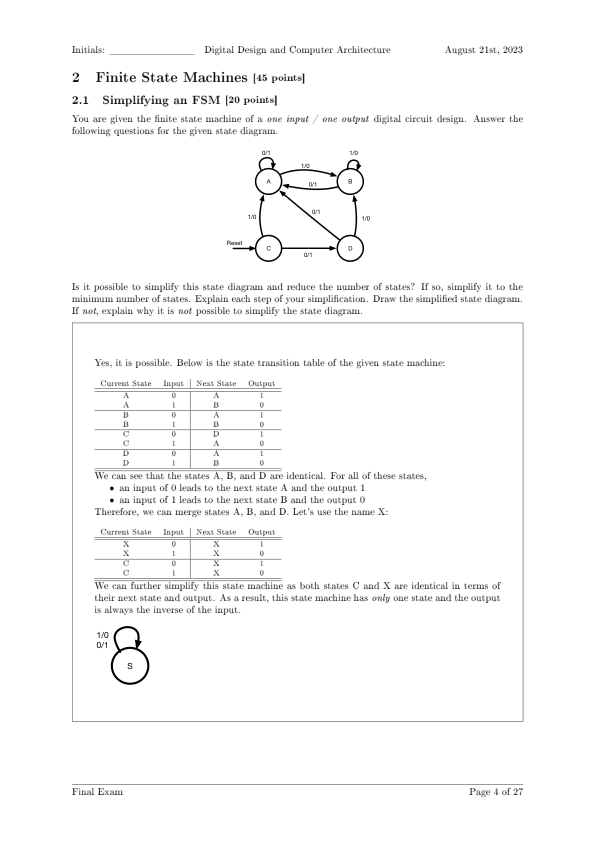 Initials: __________________ Digital Design and Computer Architecture August 21st, 2023
2 Finite State Machines [45 points]
2.1 Simplifying an FSM [20 points]
You are given the finite state machine of a one input / one output digital circuit design. Answer the
following questions for the given state diagram.
0/1
1/0
1/0
A
B
0/1
0/1
1/0
1/0
Reset
C
D
0/1
Is it possible to simplify this state diagram and reduce the number of states? If so, simplify it to the
minimum number of states. Explain each step of your simplification. Draw the simplified state diagram.
If not, explain why it is not possible to simplify the state diagram.
Yes, it is possible. Below is the state transition table of the given state machine:
Current State Input Next State Output
A 0 A 1
A 1 B 0
B 0 A 1
B 1 B 0
C 0 D 1
C 1 A 0
D 0 A 1
D 1 B 0
We can see that the states A, B, and D are identical. For all of these states,
• an input of 0 leads to the next state A and the output 1
• an input of 1 leads to the next state B and the output 0
Therefore, we can merge states A, B, and D. Let's use the name X:
Current State Input Next State Output
X 0 X 1
X 1 X 0
C 0 X 1
C 1 X 0
We can further simplify this state machine as both states C and X are identical in terms of
their next state and output. As a result, this state machine has only one state and the output
is always the inverse of the input.
1/0
0/1
S
Final Exam Page 4 of 27